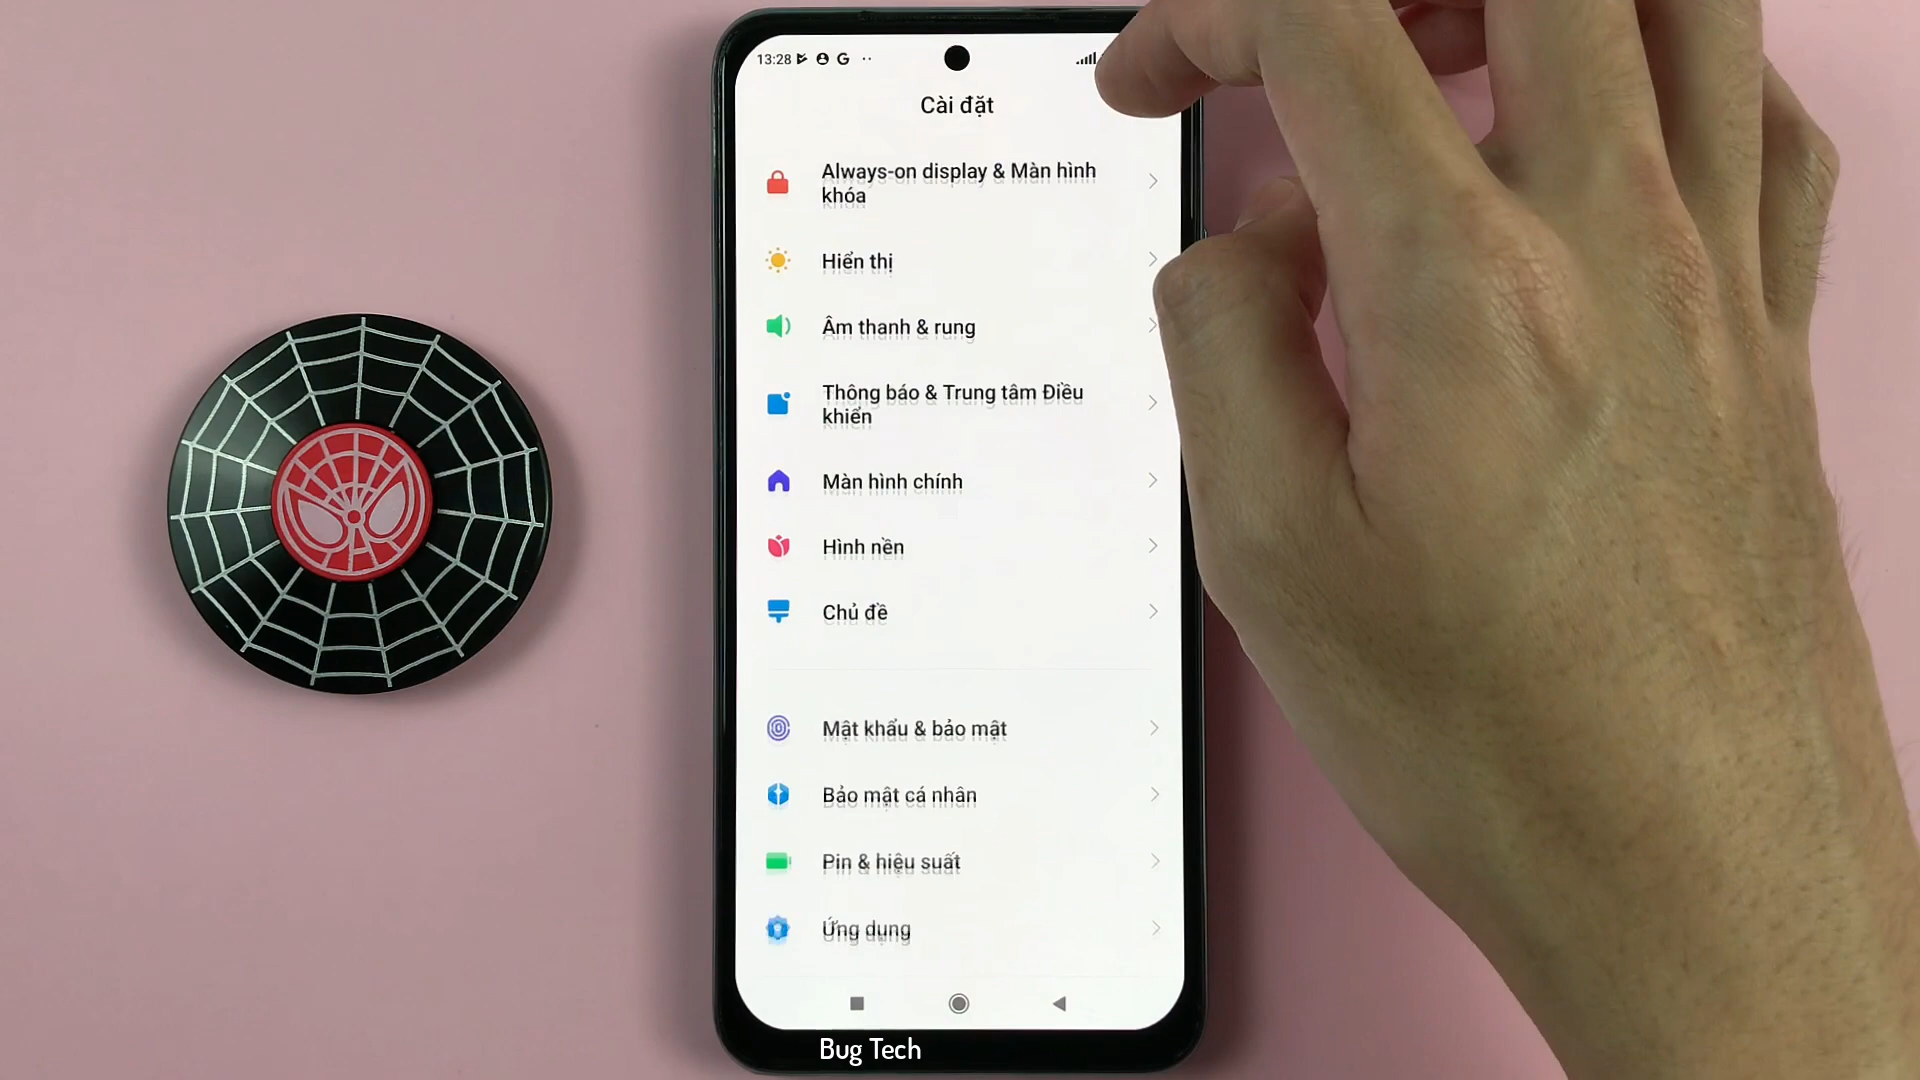 13:28
Cài đặt
Always-on display & Màn hình
khóa
Hiển thị
Âm thanh & rung
Thông báo & Trung tâm Điều
khiển
Màn hình chính
Hình nền
Chủ đề
Mật khẩu & bảo mật
Bảo mật cá nhân
Pin & hiệu suất
Ứng dụng
Bug Tech